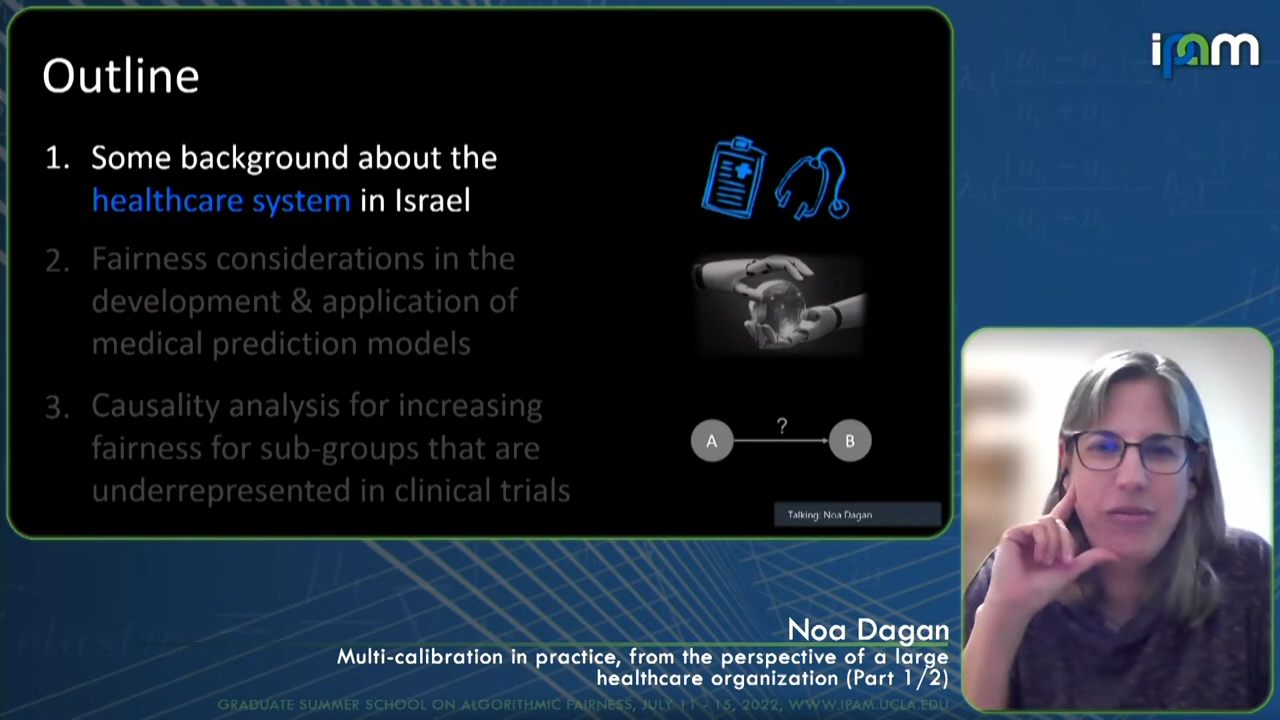 Outline
1. Some background about the
healthcare system in Israel
2. Fairness considerations in the
development & application of
medical prediction models
3. Causality analysis for increasing
fairness for sub-groups that are
underrepresented in clinical trials
A
?
B
Talking: Noa Dagan
ipam
Noa Dagan
Multi-calibration in practice, from the perspective of a large
healthcare organization (Part 1/2)
GRADUATE SUMMER SCHOOL ON ALGORITHMIC FAIRNESS, JULY 11 - 15, 2022, WWW.IPAM.UCLA.EDU